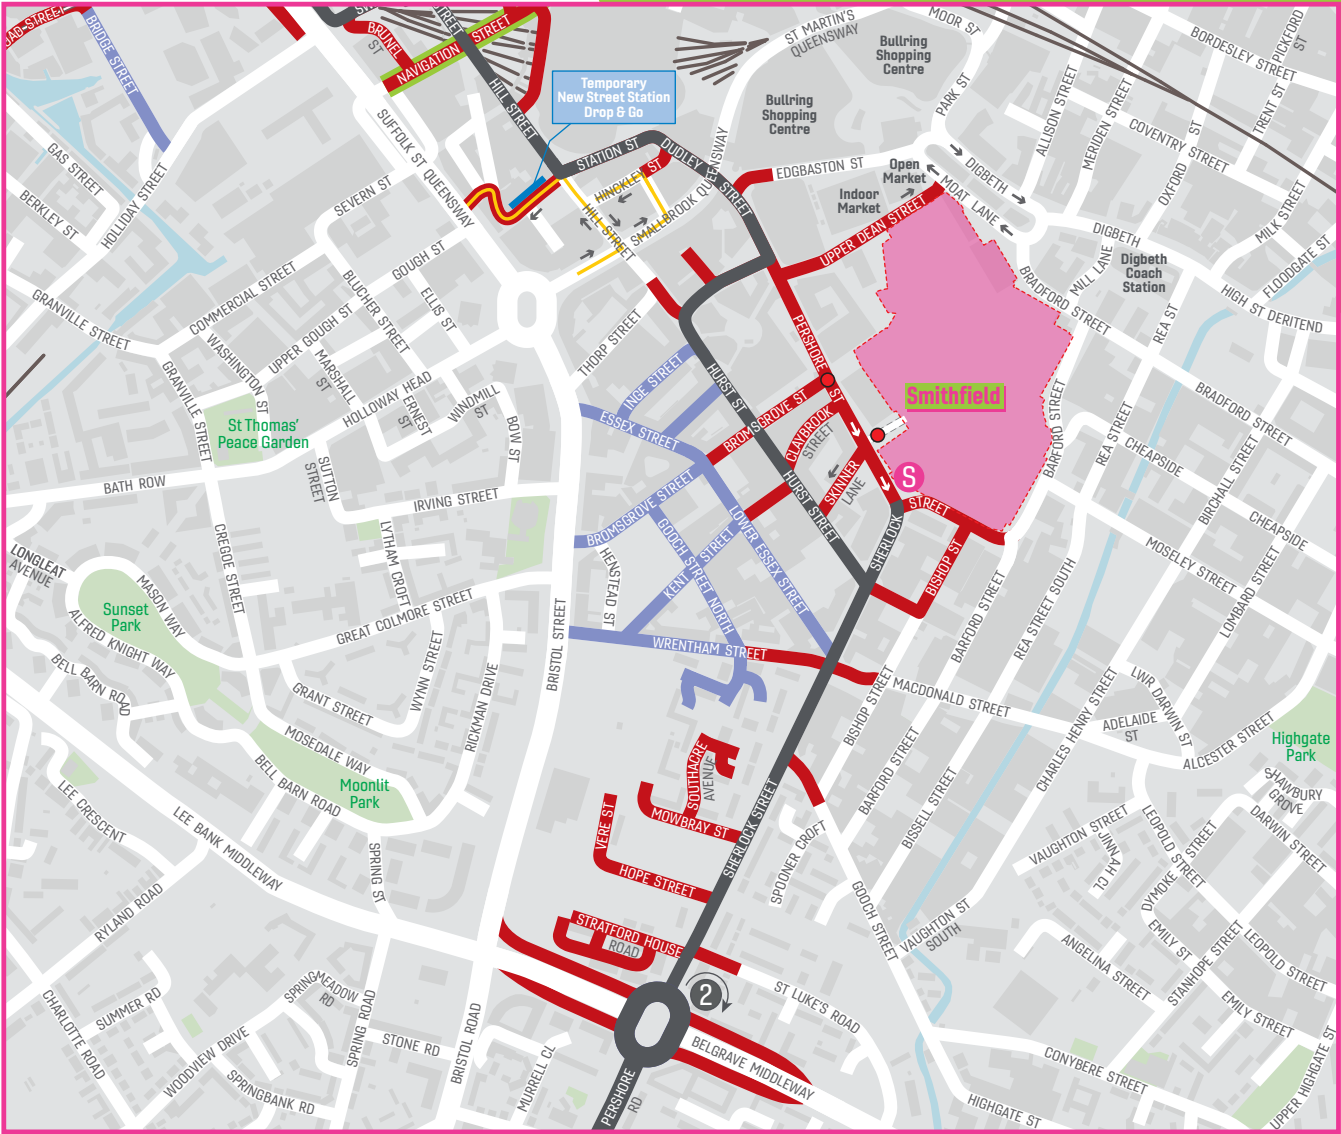 OAD STREET
BRIDGE STREET
BRUNEL
ST
NAVIGATION STREET
STREET
HILL STREET
Temporary
New Street Station
Drop & Go
ST MARTIN'S
QUEENSWAY
MOOR ST
Bullring
Shopping
Centre
BORDESLEY STREET
PICKFORD
ST
Bullring
Shopping
Centre
PARK ST
ALLISON STREET
MERIDEN STREET
COVENTRY STREET
TRENT ST
OXFORD ST
MILK STREET
FLOODGATE ST
GAS STREET
BERKLEY ST
HOLLIDAY STREET
SUFFOLK ST QUEENSWAY
SEVERN ST
STATION ST
DUDLEY STREET
HINCKLEY ST
HILL STREET
SMALLBROOK QUEENSWAY
EDGBASTON ST
Open
Market
Indoor
Market
DIGBETH
MOAT LANE
UPPER DEAN STREET
DIGBETH
Digbeth
Coach
Station
MILL LANE
BRADFORD STREET
HIGH ST DERITEND
REA ST
GRANVILLE STREET
COMMERCIAL STREET
GOUGH ST
BLUCHER STREET
ELLIS ST
UPPER GOUGH ST
WASHINGTON ST
MARSHALL
ST
GRANVILLE STREET
HOLLOWAY HEAD
ERNEST
ST
WINDMILL
ST
BOW ST
THORP STREET
INGE STREET
HURST ST
PERSHORE ST
ESSEX STREET
BROMSGROVE ST
CLAYBROOK
STREET
SKINNER
LANE
Smithfield
S
STREET
St Thomas'
Peace Garden
BATH ROW
SUTTON
STREET
IRVING STREET
BROMSGROVE STREET
GOOCH STREET NORTH
KENT STREET
LOWER ESSEX STREET
HURST STREET
SHERLOCK
BISHOP ST
BARFORD STREET
REA STREET
CHEAPSIDE
BRADFORD STREET
BIRCHALL STREET
CHEAPSIDE
MOSELEY STREET
LOMBARD STREET
LONGLEAT
AVENUE
MASON WAY
CREGOE STREET
LYTHAM CROFT
HENSTEAD ST
Sunset
Park
ALFRED KNIGHT WAY
BELL BARN ROAD
GREAT COLMORE STREET
BRISTOL STREET
WRENTHAM STREET
BARFORD STREET
REA STREET SOUTH
MACDONALD STREET
BISHOP STREET
GRANT STREET
WYNN STREET
RICKMAN DRIVE
MOSEDALE WAY
BELL BARN ROAD
Moonlit
Park
LWR DARWIN ST
ADELAIDE
ST
CHARLES HENRY STREET
ALCESTER STREET
Highgate
Park
SHAWBURY
GROVE
DARWIN STREET
SOUTHACRE
AVENUE
MOWBRAY ST
VERE ST
HOPE STREET
SHERLOCK STREET
BARFORD STREET
BISSELL STREET
SPOONER CROFT
GOOCH STREET
VAUGHTON STREET
JINNAH CL
LEOPOLD STREET
DYMOKE STREET
LEE CRESCENT
LEE BANK MIDDLEWAY
SPRING ST
RYLAND ROAD
STRATFORD HOUSE
ROAD
VAUGHTON ST
SOUTH
EMILY ST
ANGELINA STREET
STANHOPE STREET
LEOPOLD STREET
EMILY STREET
CHARLOTTE ROAD
SUMMER RD
SPRINGMEADOW
RD
WOODVIEW DRIVE
SPRING ROAD
STONE RD
SPRINGBANK RD
BRISTOL ROAD
MURRELL CL
2
ST LUKE'S ROAD
BELGRAVE MIDDLEWAY
PERSHORE
RD
CONYBERE STREET
HIGHGATE ST
UPPER HIGHGATE ST